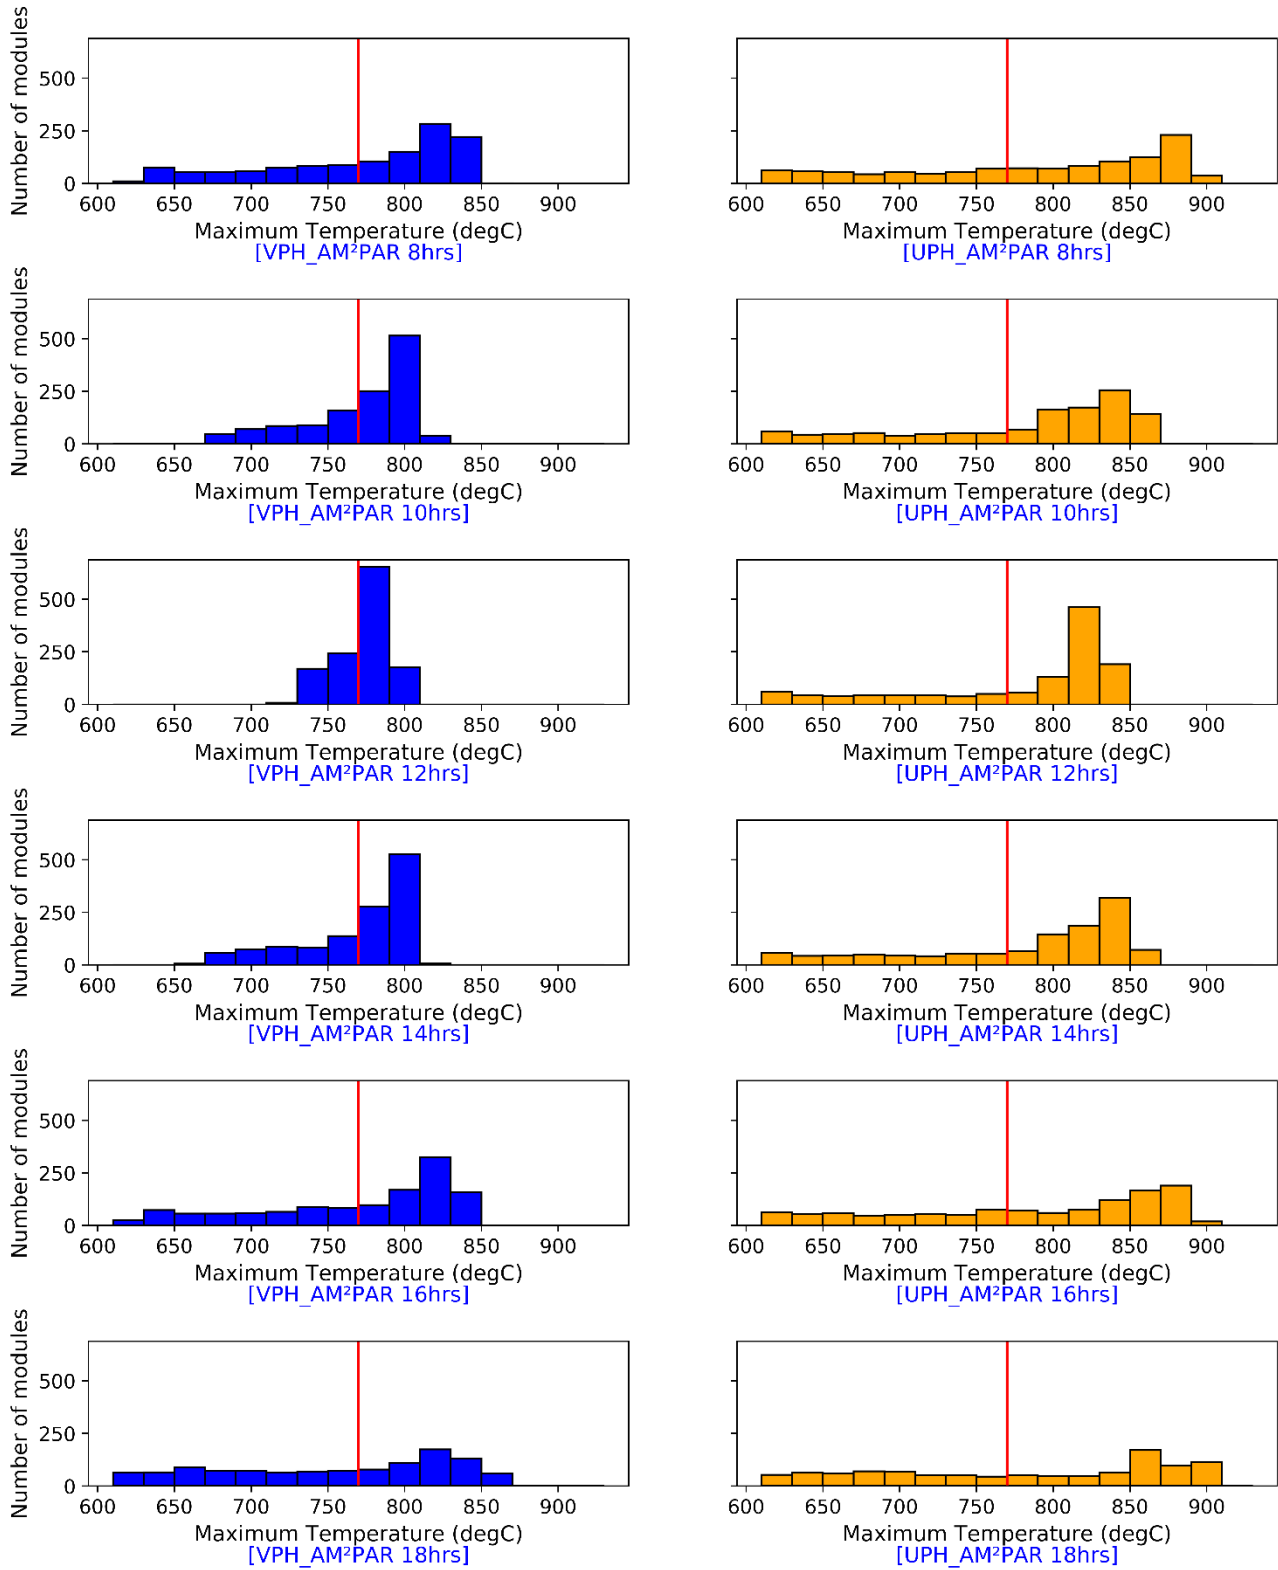 Number of modules
500
250
0
600 650 700 750 800 850 900
Maximum Temperature (degC)
[VPH_AM²PAR 8hrs]
600 650 700 750 800 850 900
Maximum Temperature (degC)
[UPH_AM²PAR 8hrs]
Number of modules
500
250
0
600 650 700 750 800 850 900
Maximum Temperature (degC)
[VPH_AM²PAR 10hrs]
600 650 700 750 800 850 900
Maximum Temperature (degC)
[UPH_AM²PAR 10hrs]
Number of modules
500
250
0
600 650 700 750 800 850 900
Maximum Temperature (degC)
[VPH_AM²PAR 12hrs]
600 650 700 750 800 850 900
Maximum Temperature (degC)
[UPH_AM²PAR 12hrs]
Number of modules
500
250
0
600 650 700 750 800 850 900
Maximum Temperature (degC)
[VPH_AM²PAR 14hrs]
600 650 700 750 800 850 900
Maximum Temperature (degC)
[UPH_AM²PAR 14hrs]
Number of modules
500
250
0
600 650 700 750 800 850 900
Maximum Temperature (degC)
[VPH_AM²PAR 16hrs]
600 650 700 750 800 850 900
Maximum Temperature (degC)
[UPH_AM²PAR 16hrs]
Number of modules
500
250
0
600 650 700 750 800 850 900
Maximum Temperature (degC)
[VPH_AM²PAR 18hrs]
600 650 700 750 800 850 900
Maximum Temperature (degC)
[UPH_AM²PAR 18hrs]